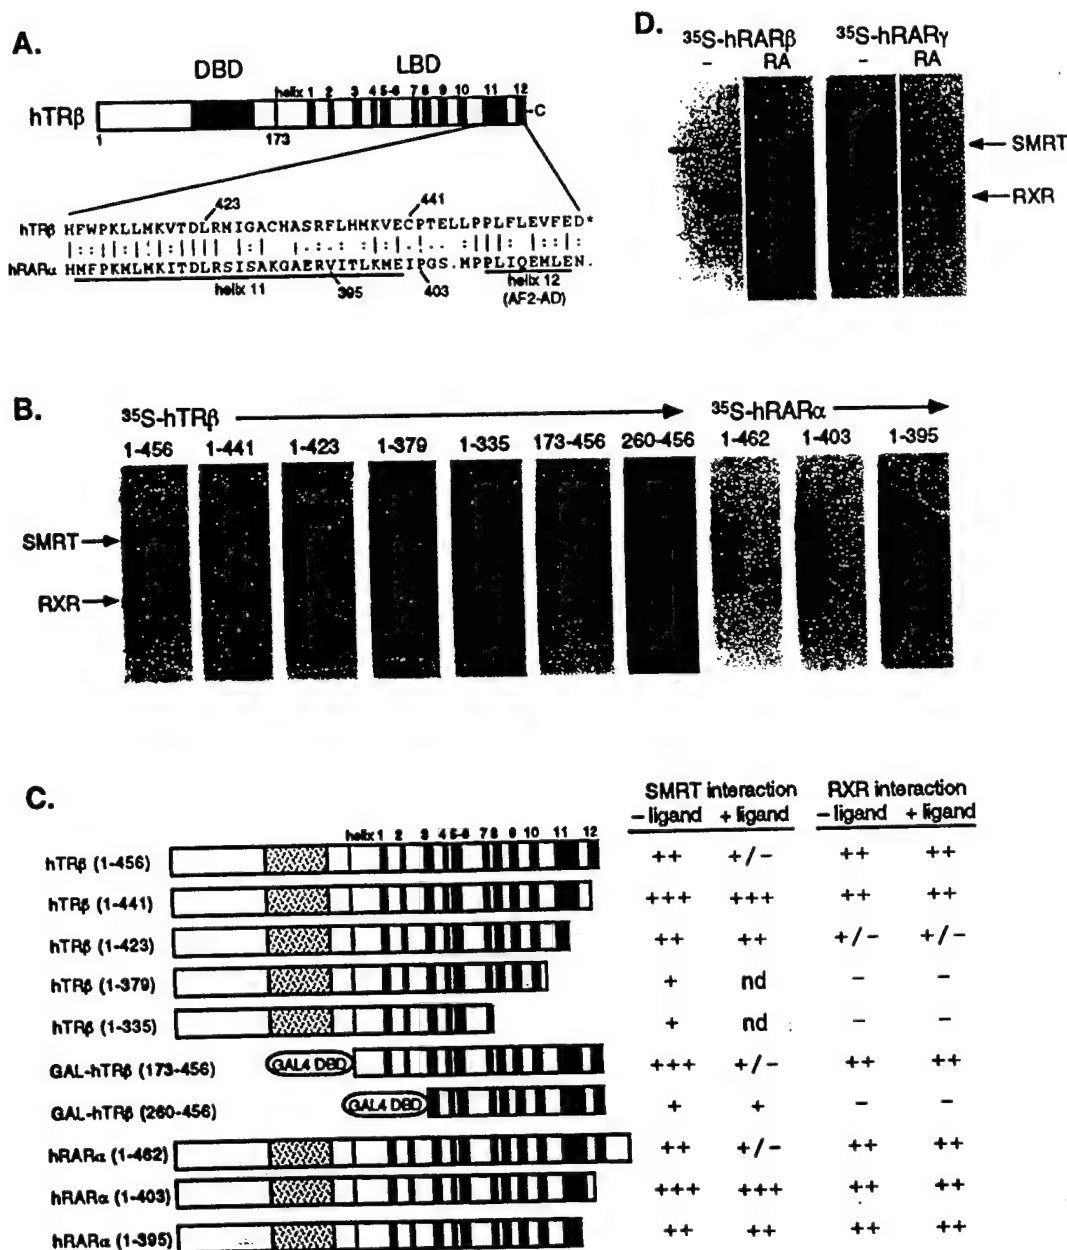 A.
DBD
LBD
helix 1 2 3 4 5-6 7 8 9 10 11 12
hTRβ
-C
1
173
423
441
hTRβ HFWPKLLMKVTDLRMIGACHASRFLHMKVECPTELLPPLFLEVFED*
hRARα HMFPKMLMKITDLRSISAKGAERVITLKMEIPGS.MPPLIQEMLEN.
helix 11
395
403
helix 12
(AF2-AD)
D.
35S-hRARβ
35S-hRARγ
- RA - RA
SMRT
RXR
B.
35S-hTRβ
35S-hRARα
1-456 1-441 1-423 1-379 1-335 173-456 260-456 1-462 1-403 1-395
SMRT
RXR
C.
SMRT interaction
RXR interaction
– ligand + ligand – ligand + ligand
helix 1 2 3 4 5-6 7 8 9 10 11 12
hTRβ (1-456) ++ +/- ++ ++
hTRβ (1-441) +++ +++ ++ ++
hTRβ (1-423) ++ ++ +/- +/-
hTRβ (1-379) + nd - -
hTRβ (1-335) + nd - -
GAL-hTRβ (173-456) GAL4 DBD +++ +/- ++ ++
GAL-hTRβ (260-456) GAL4 DBD + + - -
hRARα (1-462) ++ +/- ++ ++
hRARα (1-403) +++ +++ ++ ++
hRARα (1-395) ++ ++ ++ ++